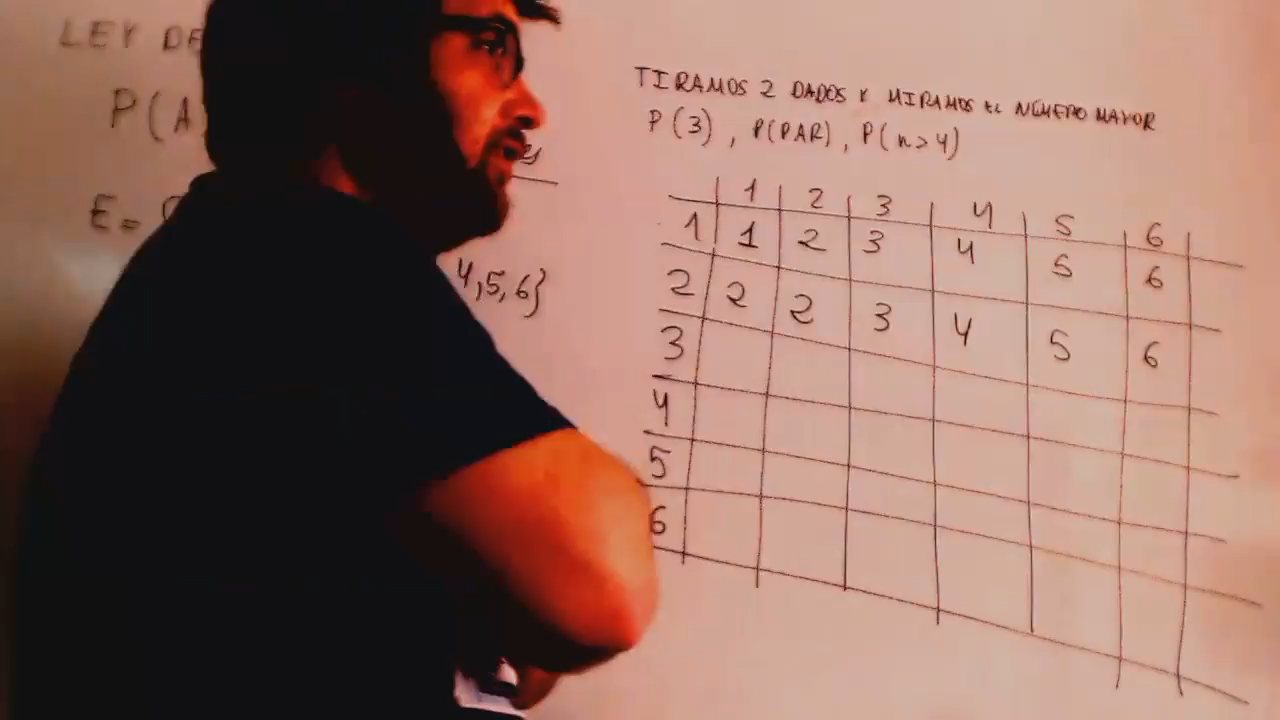 LEY DE
P(A
E=
4,5,6}
TIRAMOS 2 DADOS Y MIRAMOS EL NÚMERO MAYOR
P(3), P(PAR), P(n>4)
1 2 3 4 5 6
1 1 2 3 4 5 6
2 2 2 3 4 5 6
3
4
5
6